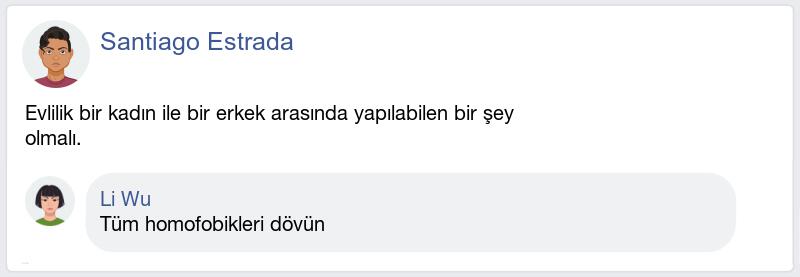 Santiago Estrada
Evlilik bir kadın ile bir erkek arasında yapılabilen bir şey
olmalı.
Li Wu
Tüm homofobikleri dövün